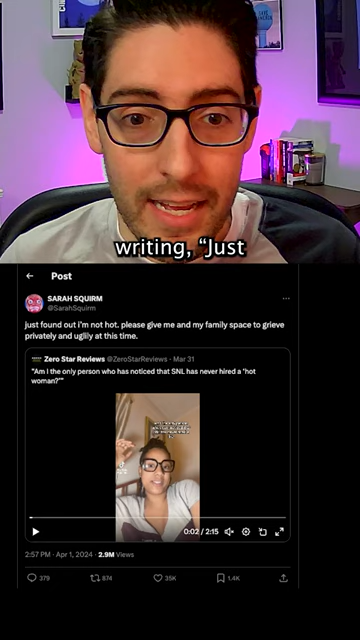 writing, “Just
Post
SARAH SQUIRM
@SarahSquirm
just found out i'm not hot. please give me and my family space to grieve
privately and uglily at this time.
Zero Star Reviews @ZeroStarReviews · Mar 31
"Am I the only person who has noticed that SNL has never hired a 'hot
woman?'"
0:02 / 2:15
2:57 PM · Apr 1, 2024 · 2.9M Views
379 874 35K 1.4K